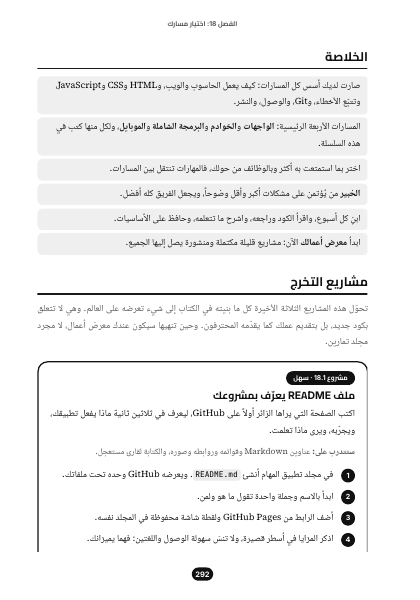 الفصل 18: اختيار مسارك
الخلاصة
صارت لديك أسس كل المسارات: كيف يعمل الحاسوب والويب، وHTML وCSS وJavaScript
وتتبّع الأخطاء، وGit، والوصول، والنشر.
المسارات الأربعة الرئيسية: الواجهات والخوادم والبرمجة الشاملة والموبايل، ولكل منها كتب في
هذه السلسلة.
اختر بما استمتعت به أكثر وبالوظائف من حولك، فالمهارات تنتقل بين المسارات.
الخبير من يُؤتمن على مشكلات أكبر وأقل وضوحاً، ويجعل الفريق كله أفضل.
ابنِ كل أسبوع، واقرأ الكود وراجعه، واشرح ما تتعلمه، وحافظ على الأساسيات.
ابدأ معرض أعمالك الآن: مشاريع قليلة مكتملة ومنشورة يصل إليها الجميع.
مشاريع التخرج
تحوّل هذه المشاريع الثلاثة الأخيرة كل ما بنيته في الكتاب إلى شيء تعرضه على العالم. وهي لا تتعلق
بكود جديد، بل بتقديم عملك كما يقدّمه المحترفون. وحين تنهيها سيكون عندك معرض أعمال، لا مجرد
مجلد تمارين.
مشروع 18.1 · سهل
ملف README يعرّف بمشروعك
اكتب الصفحة التي يراها الزائر أولاً على GitHub، ليعرف في ثلاثين ثانية ماذا يفعل تطبيقك،
ويجرّبه، ويرى ماذا تعلمت.
ستتدرب على: عناوين Markdown وقوائمه وروابطه وصوره، والكتابة لقارئ مستعجل.
1 في مجلد تطبيق المهام أنشئ README.md. ويعرضه GitHub وحده تحت ملفاتك.
2 ابدأ بالاسم وجملة واحدة تقول ما هو ولمن.
3 أضف الرابط من GitHub Pages ولقطة شاشة محفوظة في المجلد نفسه.
4 اذكر المزايا في أسطر قصيرة، ولا تنسَ سهولة الوصول واللغتين: فهما يميزانك.
292